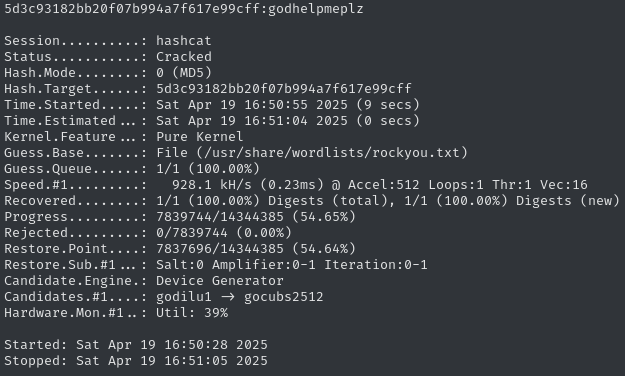 5d3c93182bb20f07b994a7f617e99cff:godhelpmeplz
Session..........: hashcat
Status...........: Cracked
Hash.Mode........: 0 (MD5)
Hash.Target......: 5d3c93182bb20f07b994a7f617e99cff
Time.Started.....: Sat Apr 19 16:50:55 2025 (9 secs)
Time.Estimated...: Sat Apr 19 16:51:04 2025 (0 secs)
Kernel.Feature...: Pure Kernel
Guess.Base.......: File (/usr/share/wordlists/rockyou.txt)
Guess.Queue......: 1/1 (100.00%)
Speed.#1.........:   928.1 kH/s (0.23ms) @ Accel:512 Loops:1 Thr:1 Vec:16
Recovered........: 1/1 (100.00%) Digests (total), 1/1 (100.00%) Digests (new)
Progress.........: 7839744/14344385 (54.65%)
Rejected.........: 0/7839744 (0.00%)
Restore.Point....: 7837696/14344385 (54.64%)
Restore.Sub.#1...: Salt:0 Amplifier:0-1 Iteration:0-1
Candidate.Engine.: Device Generator
Candidates.#1....: godilu1 -> gocubs2512
Hardware.Mon.#1..: Util: 39%
Started: Sat Apr 19 16:50:28 2025
Stopped: Sat Apr 19 16:51:05 2025